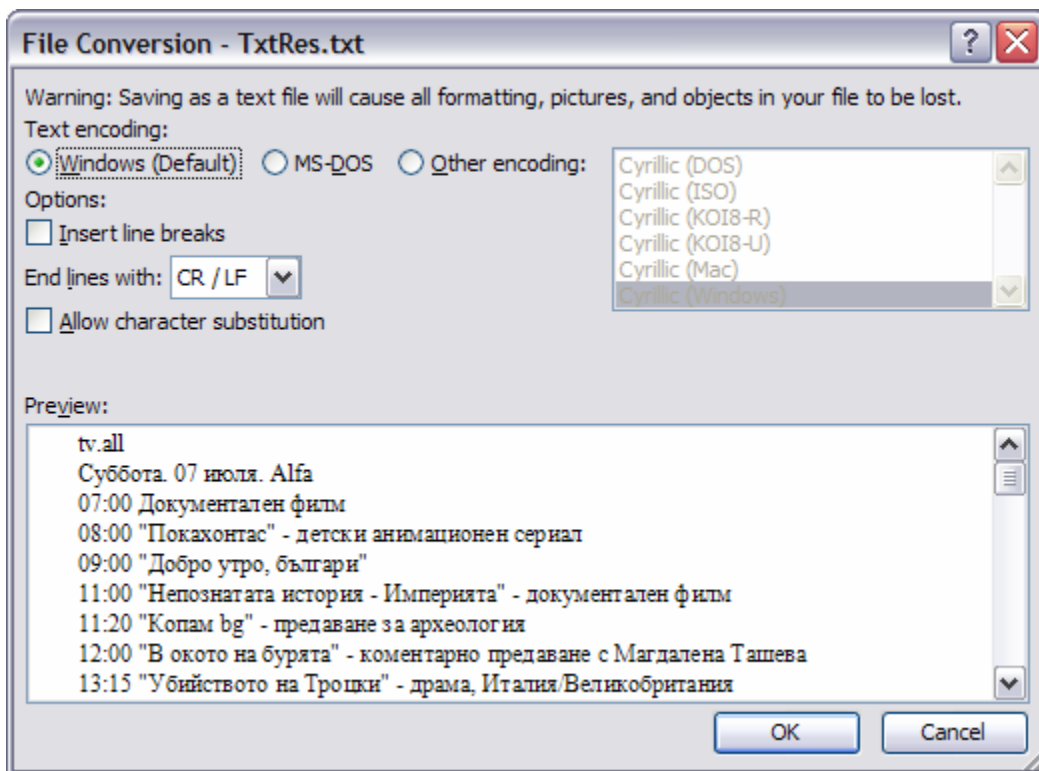 File Conversion - TxtRes.txt
Warning: Saving as a text file will cause all formatting, pictures, and objects in your file to be lost.
Text encoding:
Windows (Default) MS-DOS Other encoding:
Cyrillic (DOS)
Cyrillic (ISO)
Cyrillic (KOI8-R)
Cyrillic (KOI8-U)
Cyrillic (Mac)
Cyrillic (Windows)
Options:
Insert line breaks
End lines with: CR / LF
Allow character substitution
Preview:
tv.all
Суббота. 07 июля. Alfa
07:00 Документален филм
08:00 "Покахонтас" - детски анимационен сериал
09:00 "Добро утро, българи"
11:00 "Непознатата история - Империята" - документален филм
11:20 "Копам bg" - предаване за археология
12:00 "В окото на бурята" - коментарно предаване с Магдалена Ташева
13:15 "Убийството на Троцки" - драма, Италия/Великобритания
OK Cancel